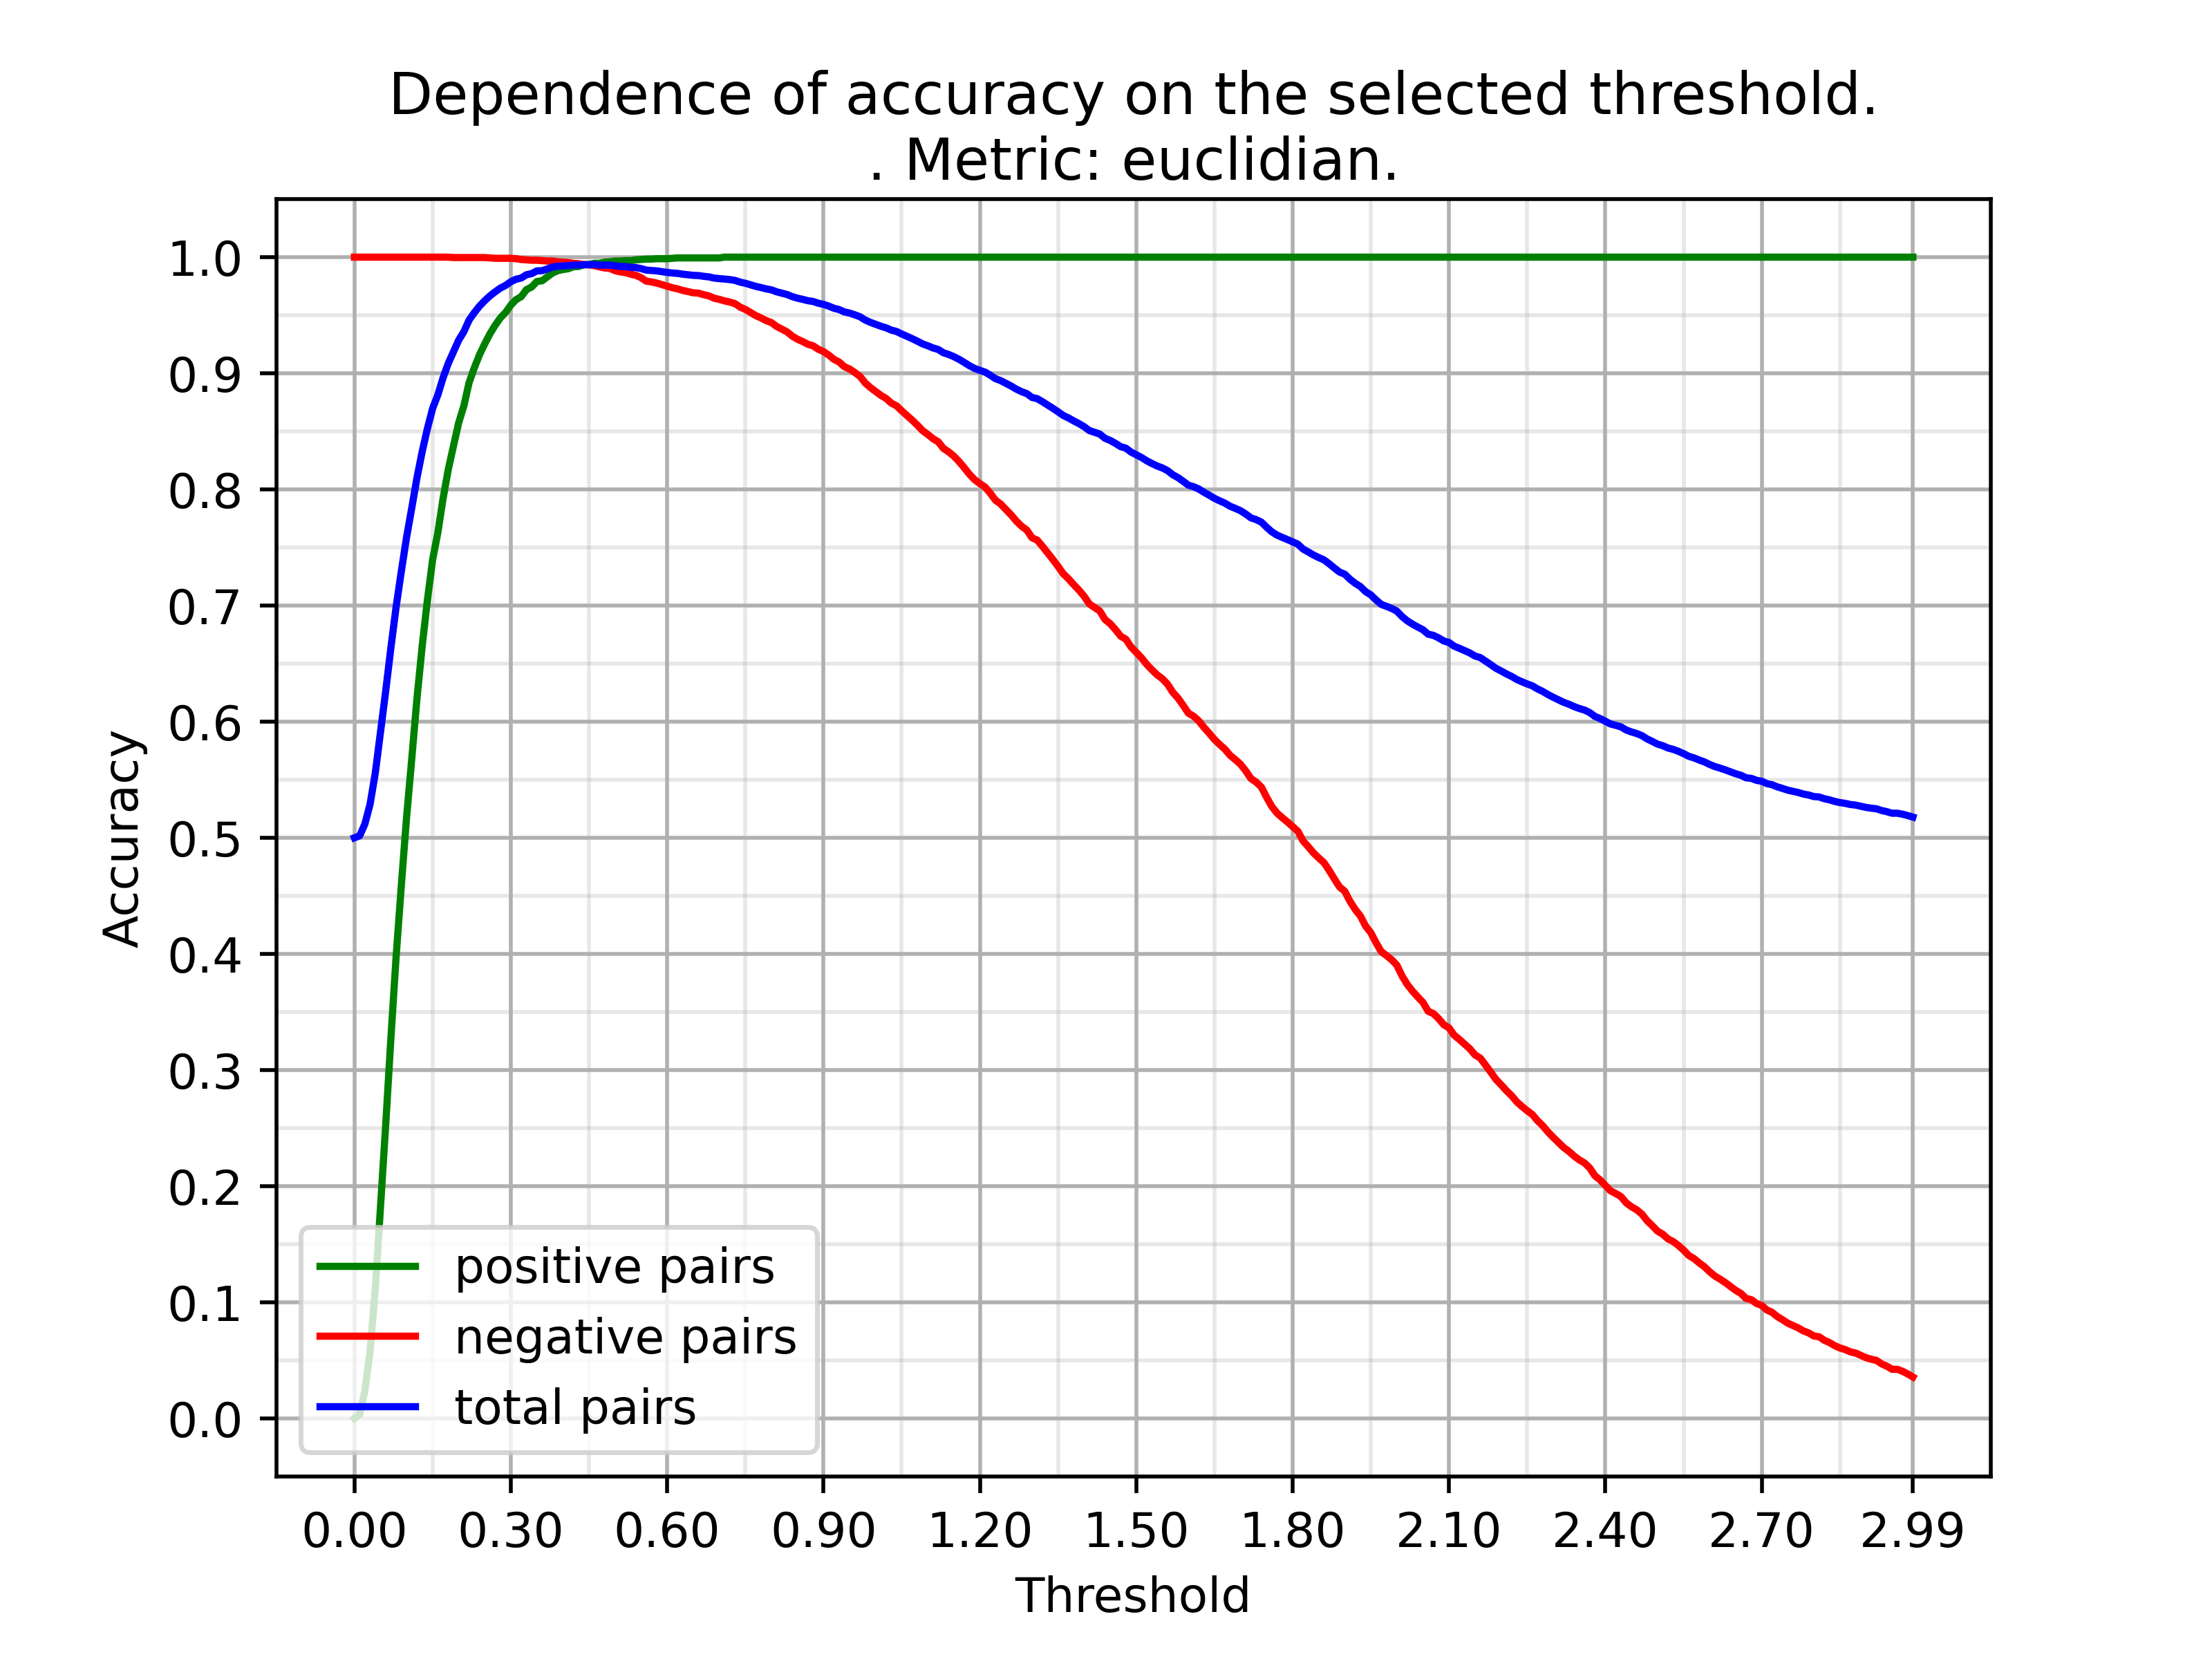 Dependence of accuracy on the selected threshold.
. Metric: euclidian.
1.0
0.9
0.8
0.7
0.6
0.5
0.4
0.3
0.2
0.1
0.0
Accuracy
positive pairs
negative pairs
total pairs
0.00 0.30 0.60 0.90 1.20 1.50 1.80 2.10 2.40 2.70 2.99
Threshold